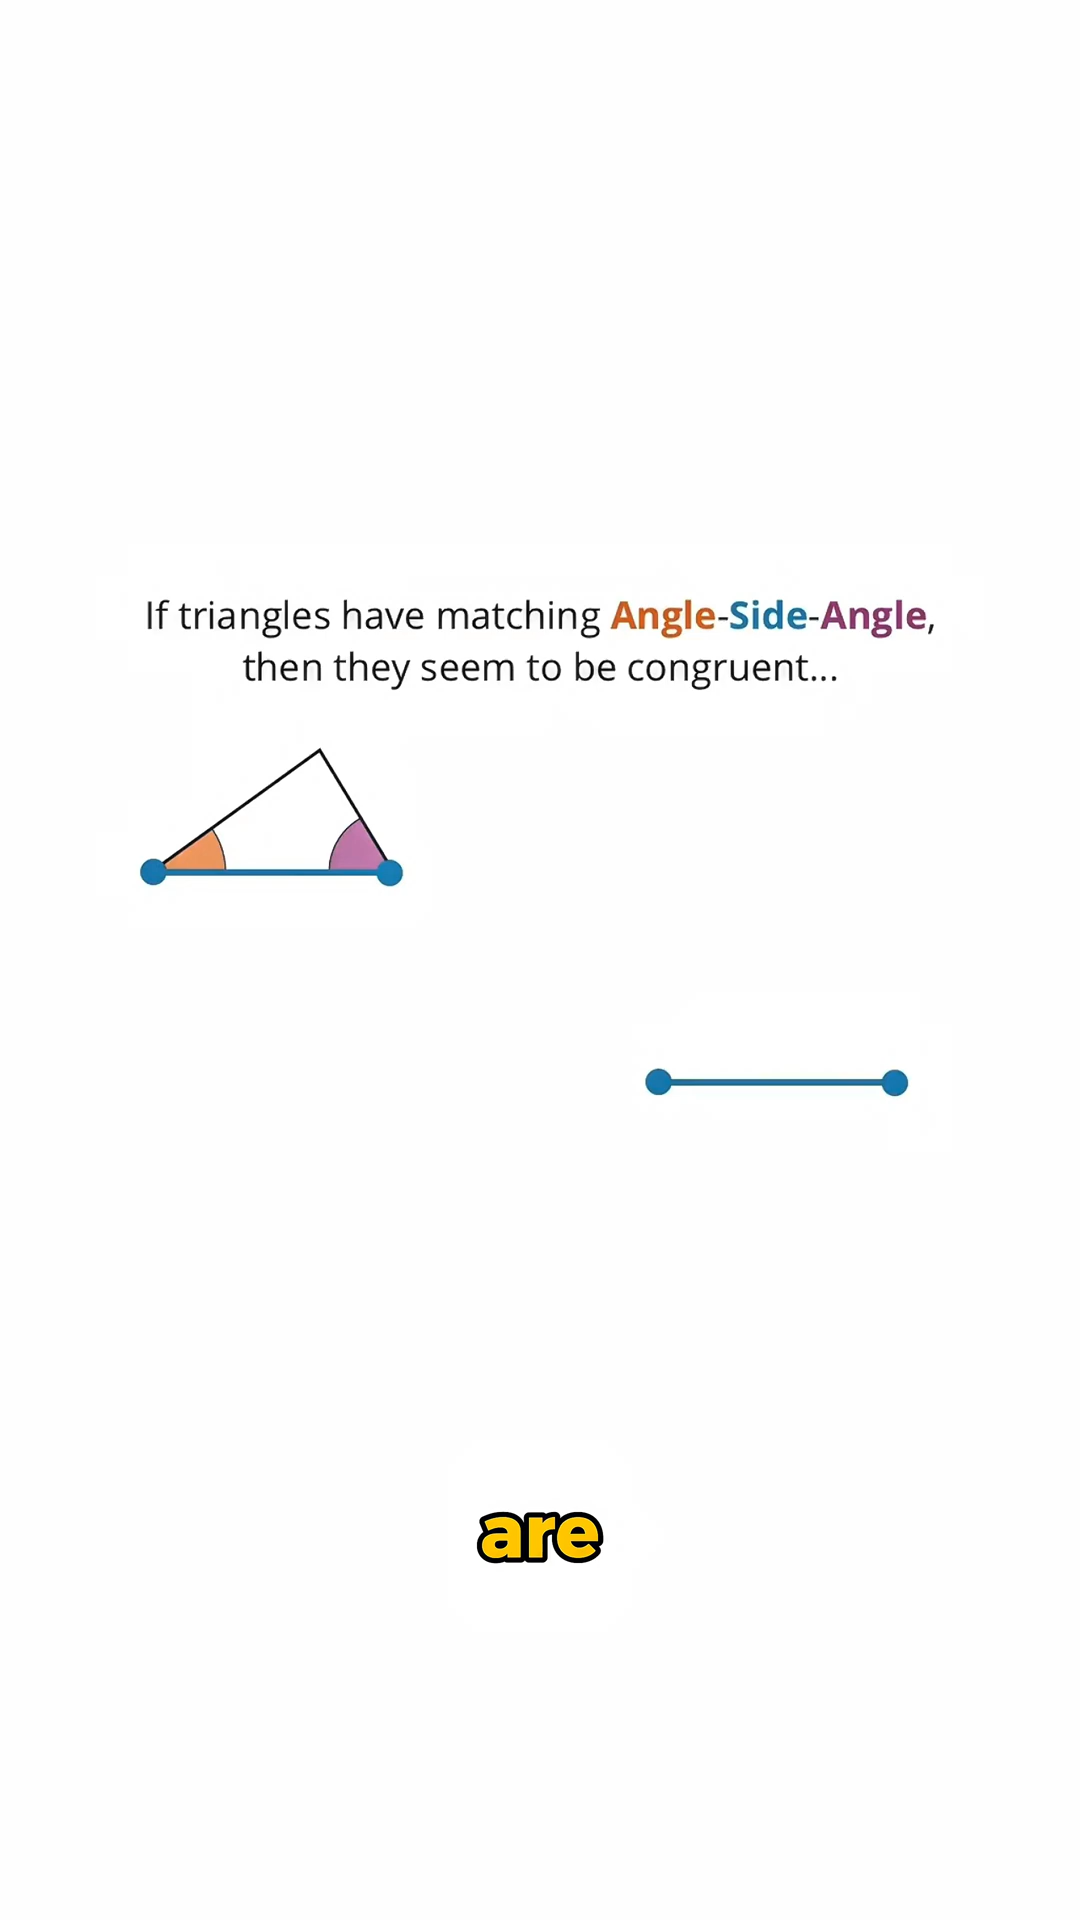 If triangles have matching Angle-Side-Angle,
then they seem to be congruent...
are